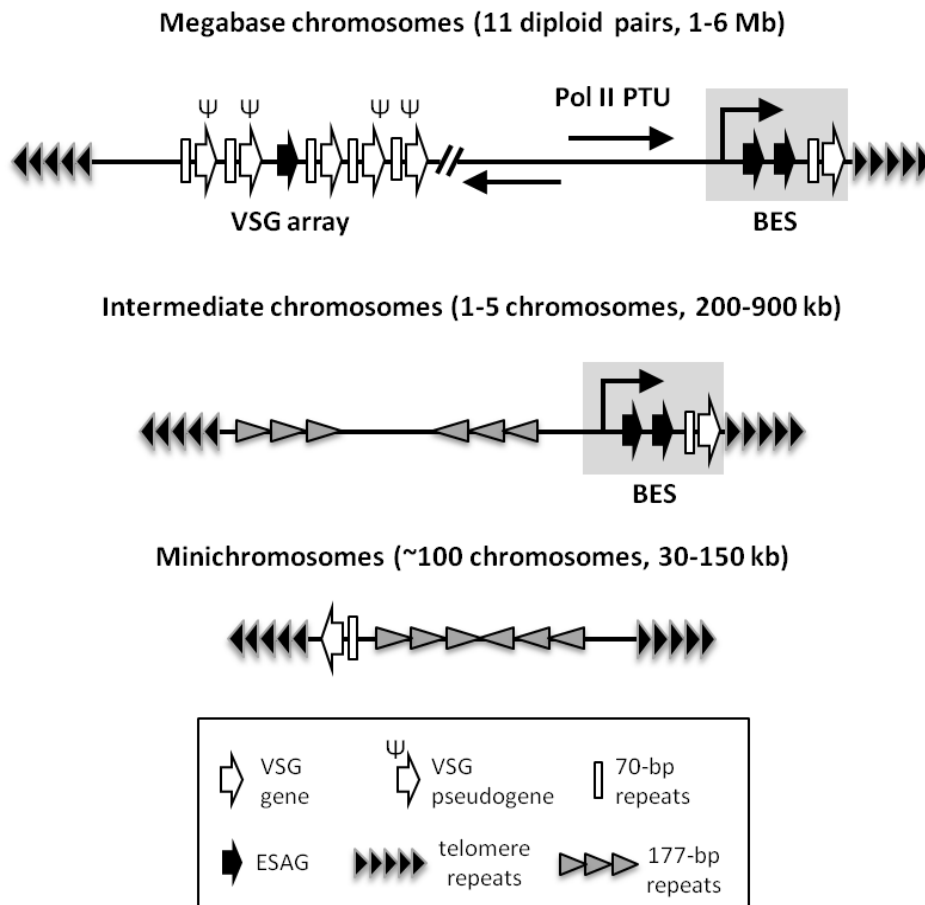 Megabase chromosomes (11 diploid pairs, 1-6 Mb)
Pol II PTU
Ψ Ψ Ψ Ψ
VSG array
BES
Intermediate chromosomes (1-5 chromosomes, 200-900 kb)
BES
Minichromosomes (~100 chromosomes, 30-150 kb)
VSG
gene
Ψ
VSG
pseudogene
70-bp
repeats
ESAG
telomere
repeats
177-bp
repeats